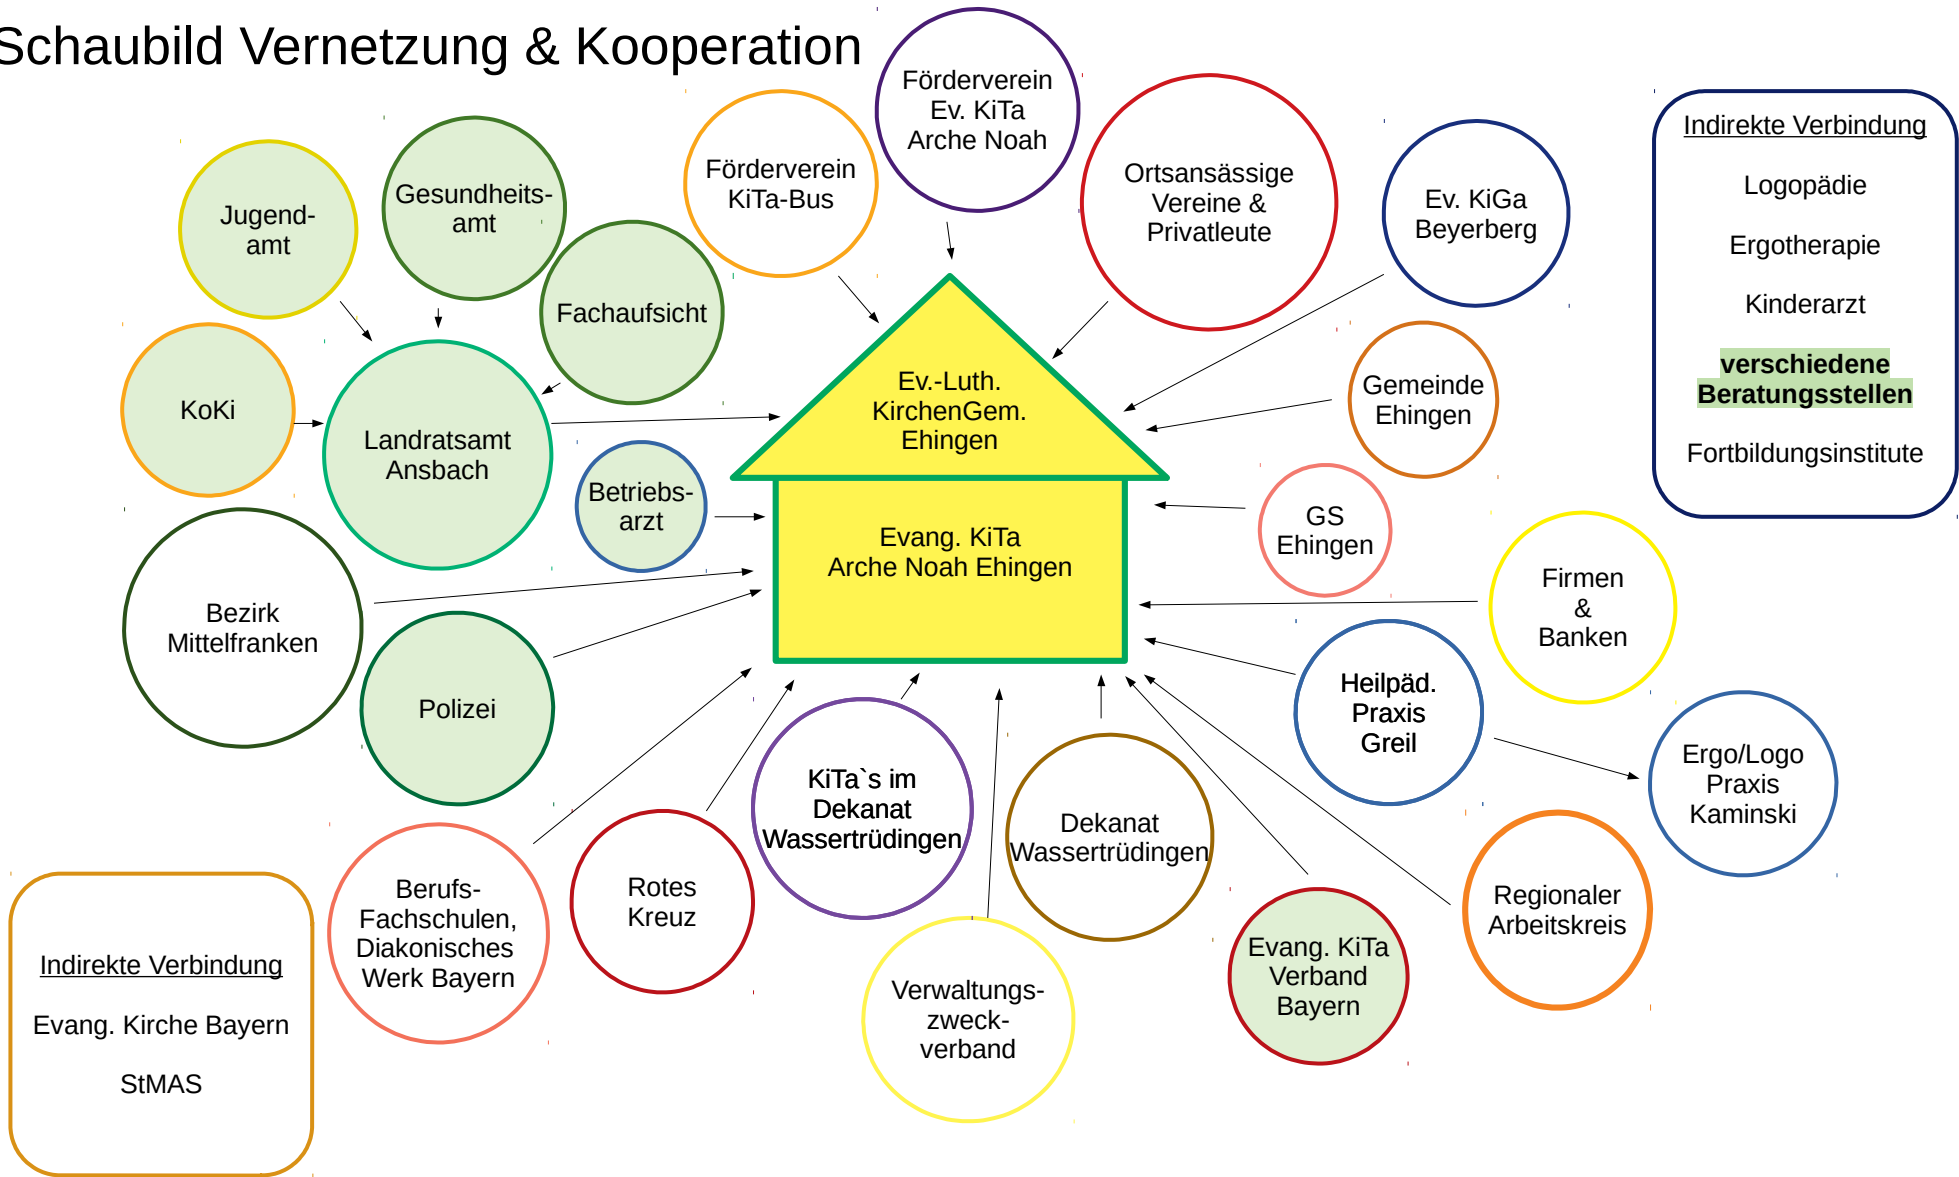 Schaubild Vernetzung & Kooperation
Förderverein
Ev. KiTa
Arche Noah
Förderverein
KiTa-Bus
Ortsansässige
Vereine &
Privatleute
Ev. KiGa
Beyerberg
Jugend-
amt
Gesundheits-
amt
Fachaufsicht
KoKi
Landratsamt
Ansbach
Betriebs-
arzt
Bezirk
Mittelfranken
Polizei
Ev.-Luth.
KirchenGem.
Ehingen
Evang. KiTa
Arche Noah Ehingen
Gemeinde
Ehingen
GS
Ehingen
Firmen
&
Banken
Heilpäd.
Praxis
Greil
Ergo/Logo
Praxis
Kaminski
Indirekte Verbindung
Logopädie
Ergotherapie
Kinderarzt
verschiedene
Beratungsstellen
Fortbildungsinstitute
Berufs-
Fachschulen,
Diakonisches
Werk Bayern
Rotes
Kreuz
KiTa`s im
Dekanat
Wassertrüdingen
Verwaltungs-
zweck-
verband
Dekanat
Wassertrüdingen
Evang. KiTa
Verband
Bayern
Regionaler
Arbeitskreis
Indirekte Verbindung
Evang. Kirche Bayern
StMAS